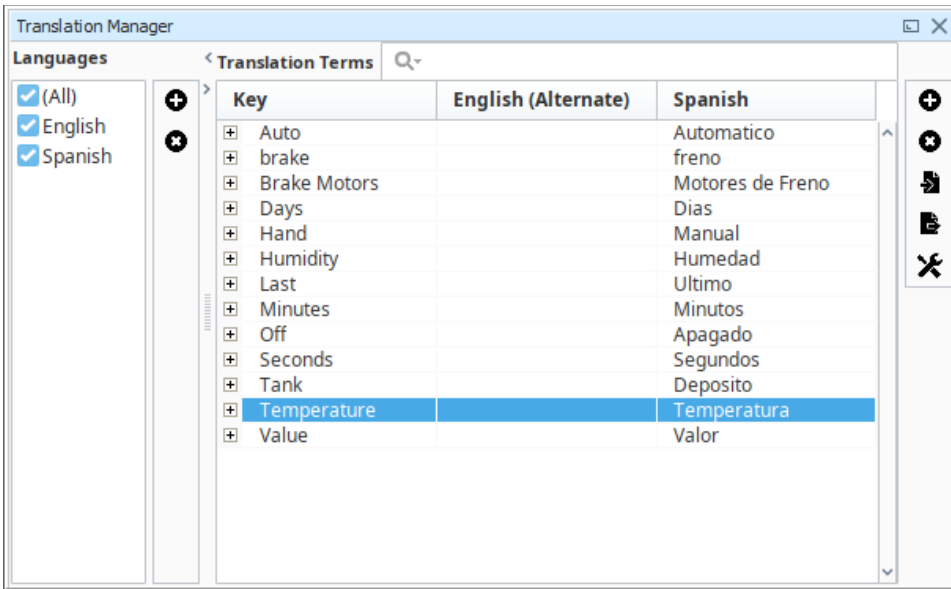 Translation Manager
Languages
Translation Terms
(All)
English
Spanish
Key English (Alternate) Spanish
Auto Automatico
brake freno
Brake Motors Motores de Freno
Days Dias
Hand Manual
Humidity Humedad
Last Ultimo
Minutes Minutos
Off Apagado
Seconds Segundos
Tank Deposito
Temperature Temperatura
Value Valor